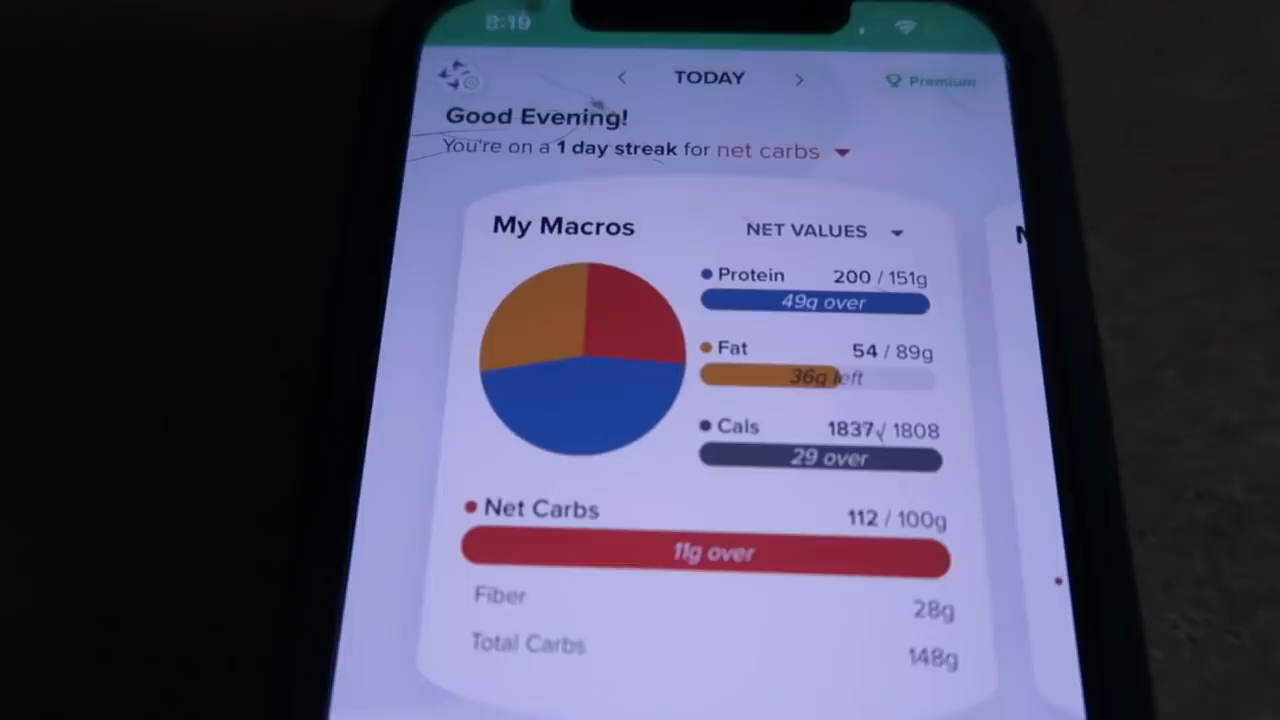 8:19
TODAY
Premium
Good Evening!
You're on a 1 day streak for net carbs
My Macros
NET VALUES
Protein 200 / 151g
49g over
Fat 54 / 89g
36g left
Cals 1837 / 1808
29 over
Net Carbs 112 / 100g
11g over
Fiber 28g
Total Carbs 148g